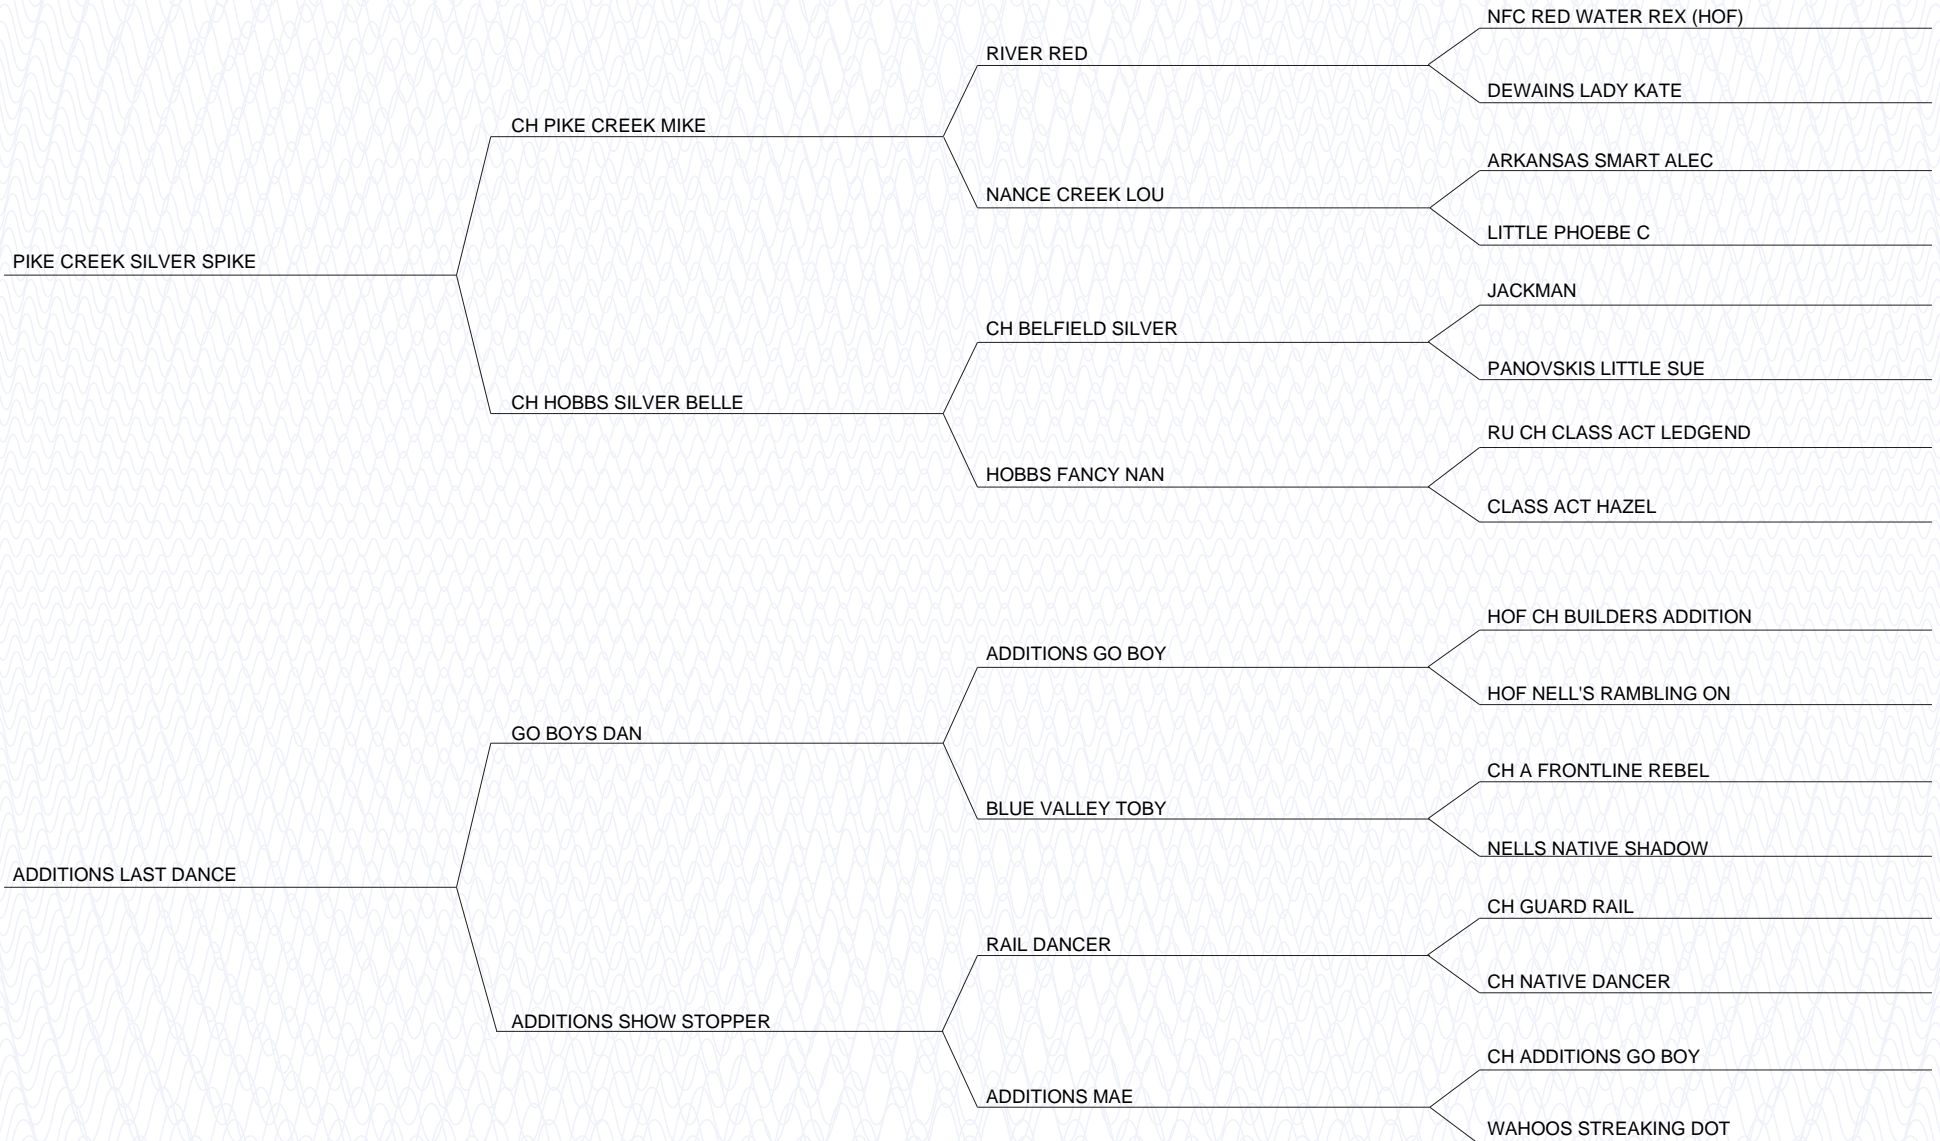 NFC RED WATER REX (HOF)
RIVER RED
DEWAINS LADY KATE
CH PIKE CREEK MIKE
ARKANSAS SMART ALEC
NANCE CREEK LOU
LITTLE PHOEBE C
PIKE CREEK SILVER SPIKE
JACKMAN
CH BELFIELD SILVER
PANOVSKIS LITTLE SUE
CH HOBBS SILVER BELLE
RU CH CLASS ACT LEDGEND
HOBBS FANCY NAN
CLASS ACT HAZEL
HOF CH BUILDERS ADDITION
ADDITIONS GO BOY
HOF NELL'S RAMBLING ON
GO BOYS DAN
CH A FRONTLINE REBEL
BLUE VALLEY TOBY
NELLS NATIVE SHADOW
ADDITIONS LAST DANCE
CH GUARD RAIL
RAIL DANCER
CH NATIVE DANCER
ADDITIONS SHOW STOPPER
CH ADDITIONS GO BOY
ADDITIONS MAE
WAHOOS STREAKING DOT